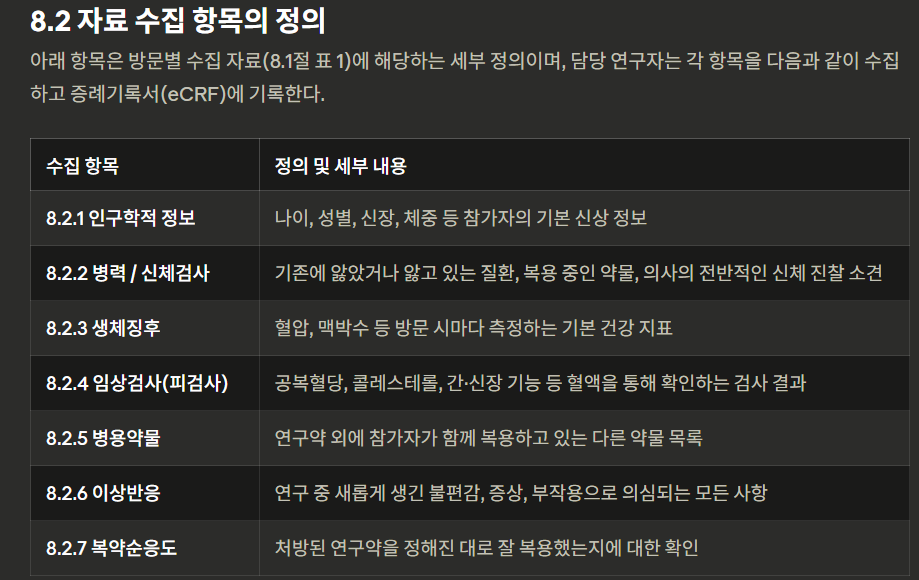 8.2 자료 수집 항목의 정의
아래 항목은 방문별 수집 자료(8.1절 표 1)에 해당하는 세부 정의이며, 담당 연구자는 각 항목을 다음과 같이 수집
하고 증례기록서(eCRF)에 기록한다.
수집 항목 정의 및 세부 내용
8.2.1 인구학적 정보 나이, 성별, 신장, 체중 등 참가자의 기본 신상 정보
8.2.2 병력 / 신체검사 기존에 앓았거나 앓고 있는 질환, 복용 중인 약물, 의사의 전반적인 신체 진찰 소견
8.2.3 생체징후 혈압, 맥박수 등 방문 시마다 측정하는 기본 건강 지표
8.2.4 임상검사(피검사) 공복혈당, 콜레스테롤, 간·신장 기능 등 혈액을 통해 확인하는 검사 결과
8.2.5 병용약물 연구약 외에 참가자가 함께 복용하고 있는 다른 약물 목록
8.2.6 이상반응 연구 중 새롭게 생긴 불편감, 증상, 부작용으로 의심되는 모든 사항
8.2.7 복약순응도 처방된 연구약을 정해진 대로 잘 복용했는지에 대한 확인